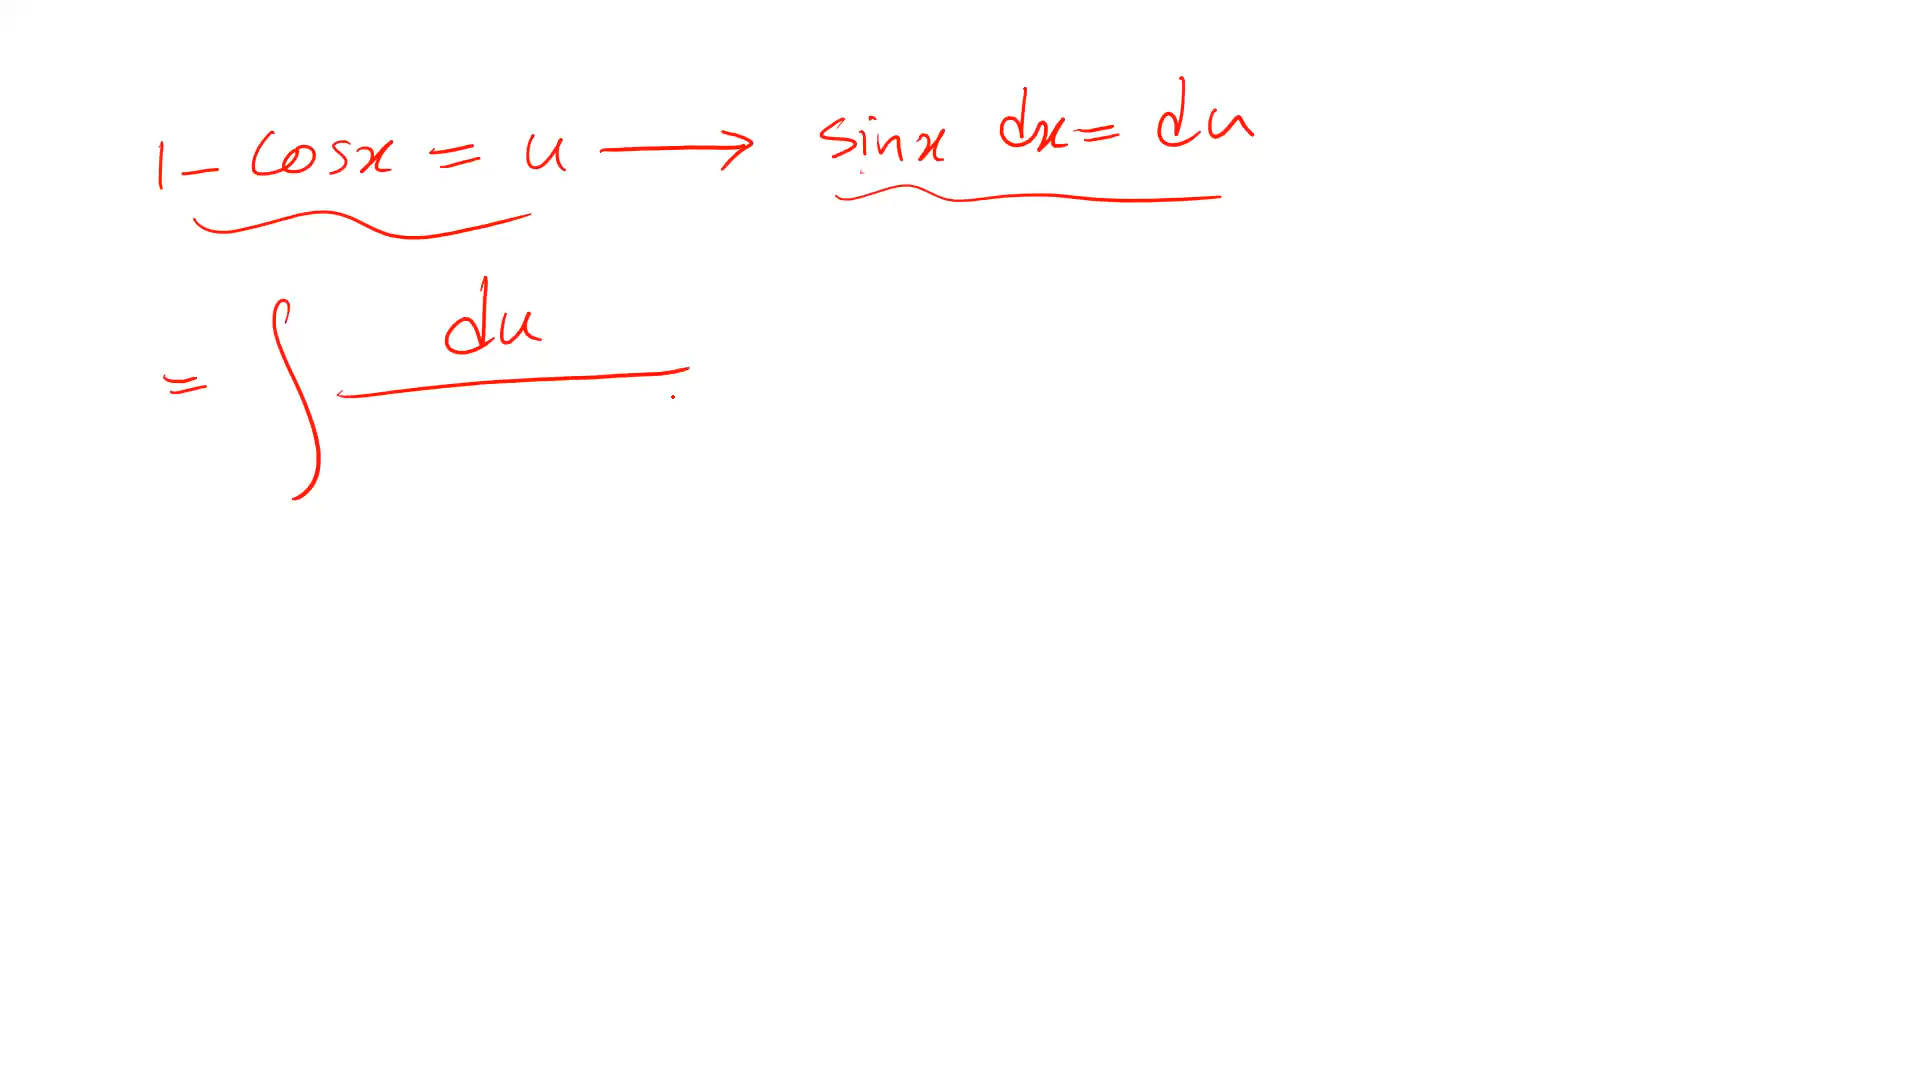 1 - cosx = u → sinx dx = du
= ∫ du